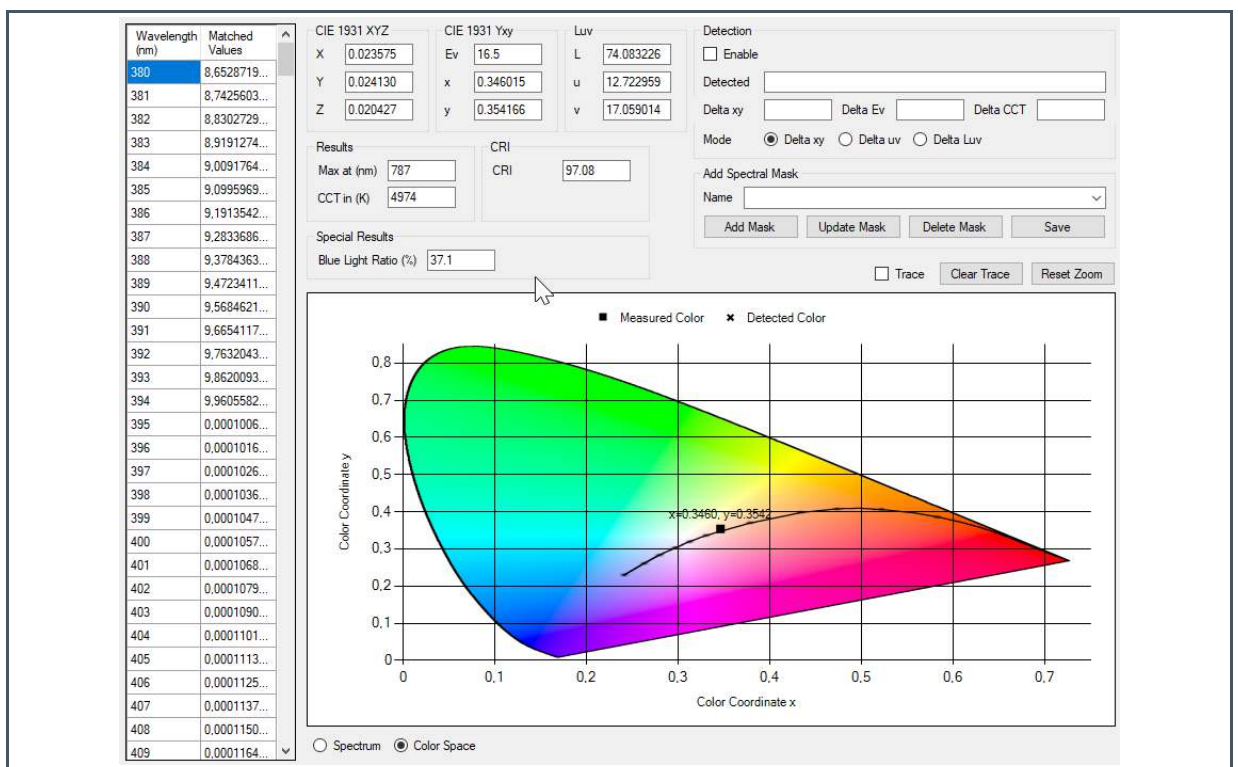 Wavelength (nm) Matched Values
380 8,6528719...
381 8,7425603...
382 8,8302729...
383 8,9191274...
384 9,0091764...
385 9,0995969...
386 9,1913542...
387 9,2833686...
388 9,3784363...
389 9,4723411...
390 9,5684621...
391 9,6654117...
392 9,7632043...
393 9,8620093...
394 9,9605582...
395 0,0001006...
396 0,0001016...
397 0,0001026...
398 0,0001036...
399 0,0001047...
400 0,0001057...
401 0,0001068...
402 0,0001079...
403 0,0001090...
404 0,0001101...
405 0,0001113...
406 0,0001125...
407 0,0001137...
408 0,0001150...
409 0,0001164...
CIE 1931 XYZ
X 0.023575
Y 0.024130
Z 0.020427
CIE 1931 Yxy
Ev 16.5
x 0.346015
y 0.354166
Luv
L 74.083226
u 12.722959
v 17.059014
Results
Max at (nm) 787
CCT in (K) 4974
CRI
CRI 97.08
Special Results
Blue Light Ratio (%) 37.1
Detection
Enable
Detected
Delta xy Delta Ev Delta CCT
Mode Delta xy Delta uv Delta Luv
Add Spectral Mask
Name
Add Mask Update Mask Delete Mask Save
Trace Clear Trace Reset Zoom
Measured Color Detected Color
0,8
0,7
0,6
0,5
0,4
0,3
0,2
0,1
0
Color Coordinate y
x=0.3460, y=0.3542
0 0,1 0,2 0,3 0,4 0,5 0,6 0,7
Color Coordinate x
Spectrum Color Space